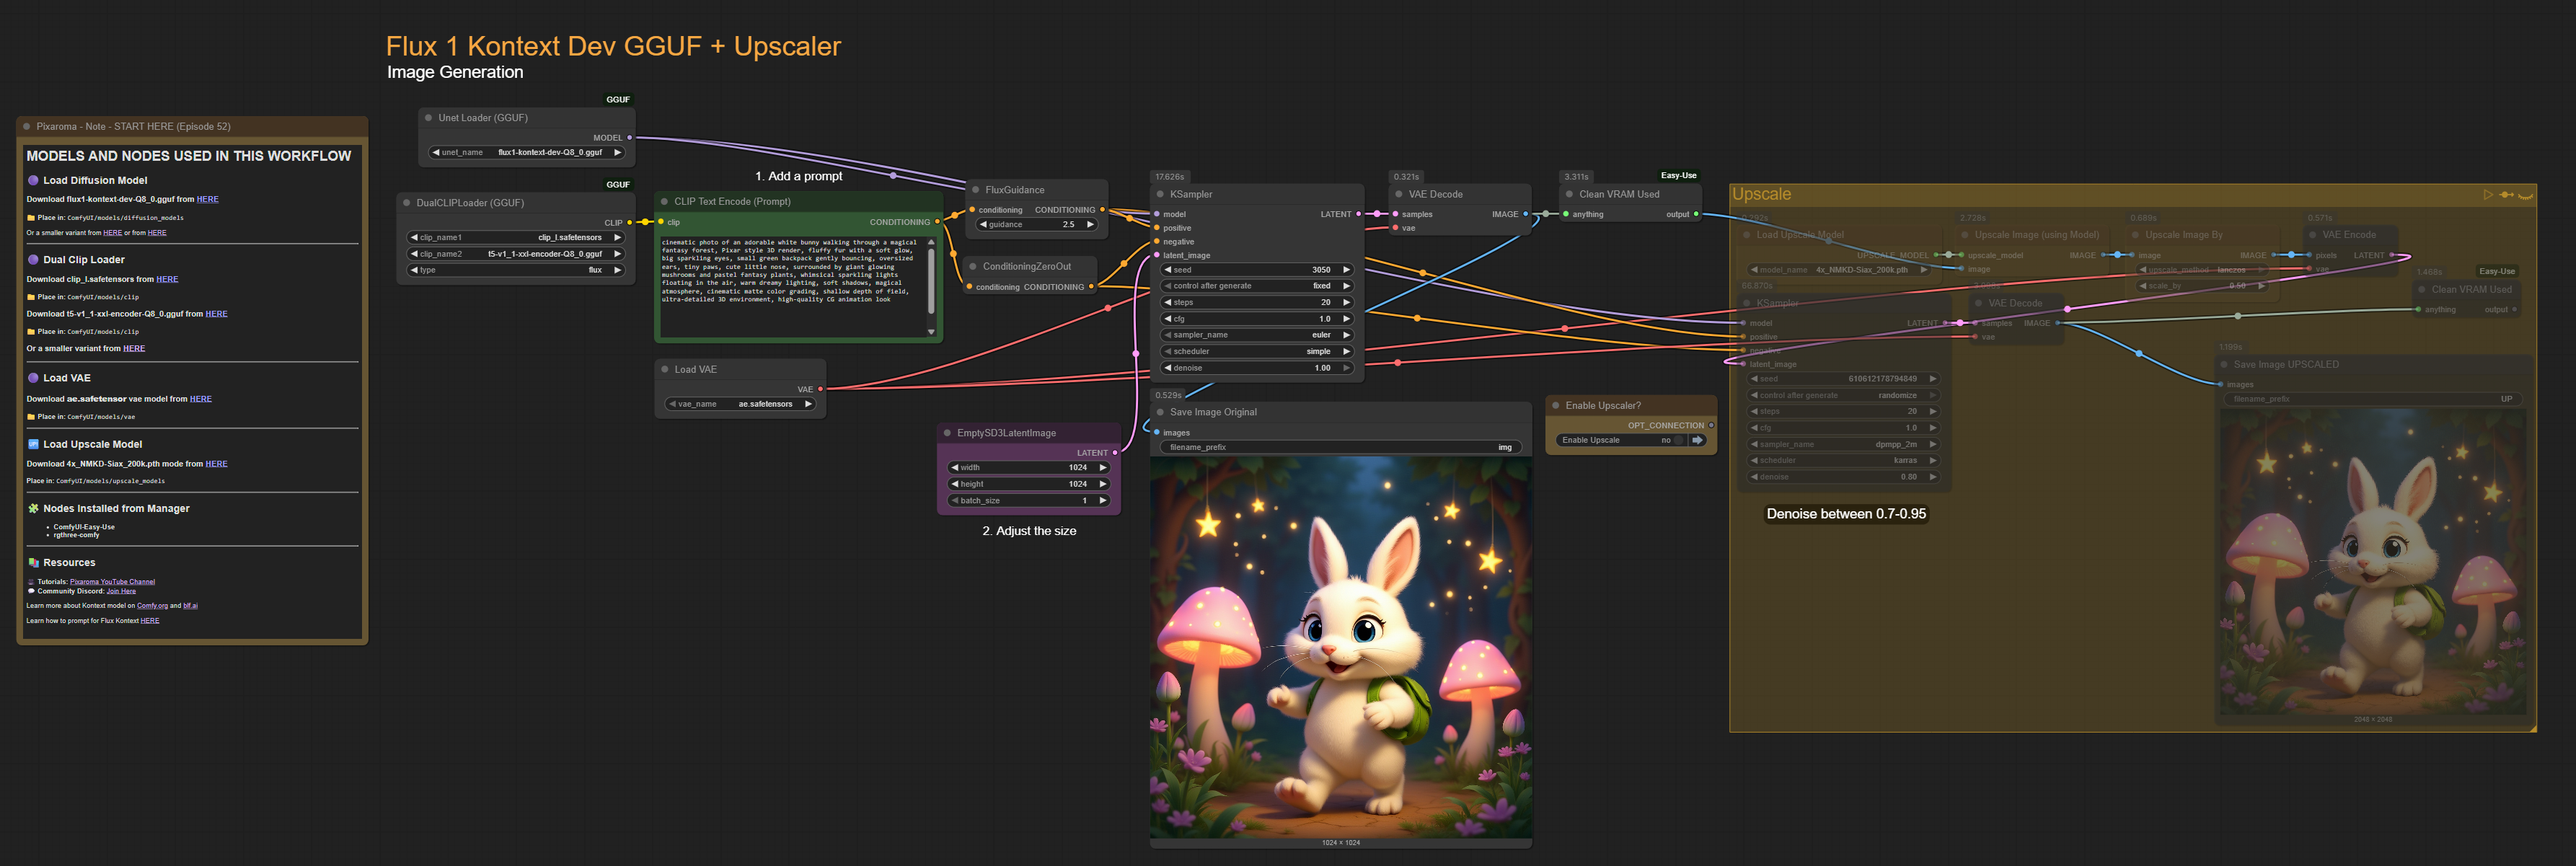 Flux 1 Kontext Dev GGUF + Upscaler
Image Generation
Pixaroma - Note - START HERE (Episode 52)
MODELS AND NODES USED IN THIS WORKFLOW
Load Diffusion Model
Download flux1-kontext-dev-Q8_0.gguf from HERE
Place in: ComfyUI/models/diffusion_models
Or a smaller variant from HERE or from HERE
Dual Clip Loader
Download clip_l.safetensors from HERE
Place in: ComfyUI/models/clip
Download t5-v1_1-xxl-encoder-Q8_0.gguf from HERE
Place in: ComfyUI/models/clip
Or a smaller variant from HERE
Load VAE
Download ae.safetensor vae model from HERE
Place in: ComfyUI/models/vae
Load Upscale Model
Download 4x_NMKD-Siax_200k.pth mode from HERE
Place in: ComfyUI/models/upscale_models
Nodes Installed from Manager
• ComfyUI-Easy-Use
• rgthree-comfy
Resources
Tutorials: Pixaroma YouTube Channel
Community Discord: Join Here
Learn more about Kontext model on Comfy.org and blf.ai
Learn how to prompt for Flux Kontext HERE
GGUF
Unet Loader (GGUF)
MODEL
unet_name flux1-kontext-dev-Q8_0.gguf
GGUF
DualCLIPLoader (GGUF)
CLIP
clip_name1 clip_l.safetensors
clip_name2 t5-v1_1-xxl-encoder-Q8_0.gguf
type flux
1. Add a prompt
CLIP Text Encode (Prompt)
clip CONDITIONING
cinematic photo of an adorable white bunny walking through a magical
fantasy forest, Pixar style 3D render, fluffy fur with a soft glow,
big sparkling eyes, small green backpack gently bouncing, oversized
ears, tiny paws, cute little nose, surrounded by giant glowing
mushrooms and pastel fantasy plants, whimsical sparkling lights
floating in the air, warm dreamy lighting, soft shadows, magical
atmosphere, cinematic matte color grading, shallow depth of field,
ultra-detailed 3D environment, high-quality CG animation look
Load VAE
VAE
vae_name ae.safetensors
FluxGuidance
conditioning CONDITIONING
guidance 2.5
ConditioningZeroOut
conditioning CONDITIONING
EmptySD3LatentImage
LATENT
width 1024
height 1024
batch_size 1
2. Adjust the size
17.626s
KSampler
model LATENT
positive
negative
latent_image
seed 3050
control after generate fixed
steps 20
cfg 1.0
sampler_name euler
scheduler simple
denoise 1.00
0.321s
VAE Decode
samples IMAGE
vae
3.311s Easy-Use
Clean VRAM Used
anything output
0.529s
Save Image Original
images
filename_prefix img
1024 × 1024
Enable Upscaler?
OPT_CONNECTION
Enable Upscale no
Upscale
0.292s
Load Upscale Model
UPSCALE_MODEL
model_name 4x_NMKD-Siax_200k.pth
2.728s
Upscale Image (using Model)
upscale_model IMAGE
image
0.689s
Upscale Image By
image IMAGE
upscale_method lanczos
scale_by 0.50
0.571s
VAE Encode
pixels LATENT
vae
66.870s
KSampler
model LATENT
positive
negative
latent_image
seed 610612178794849
control after generate randomize
steps 20
cfg 1.0
sampler_name dpmpp_2m
scheduler karras
denoise 0.80
Denoise between 0.7-0.95
VAE Decode
samples IMAGE
vae
1.468s Easy-Use
Clean VRAM Used
anything output
1.199s
Save Image UPSCALED
images
filename_prefix UP
2048 × 2048